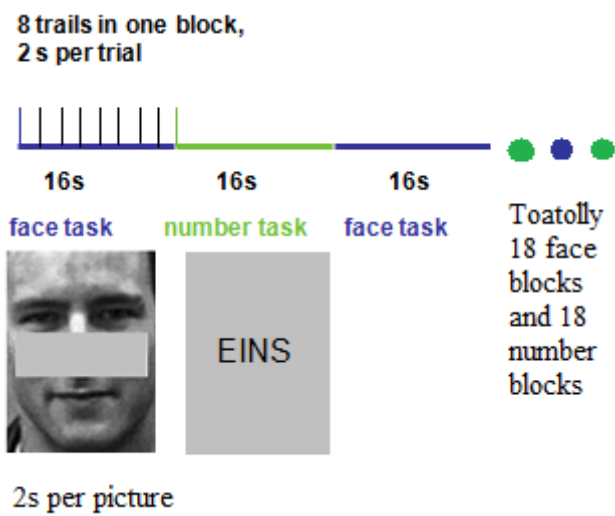 8 trails in one block,
2 s per trial
16s
16s
16s
face task
number task
face task
EINS
Toatolly
18 face
blocks
and 18
number
blocks
2s per picture